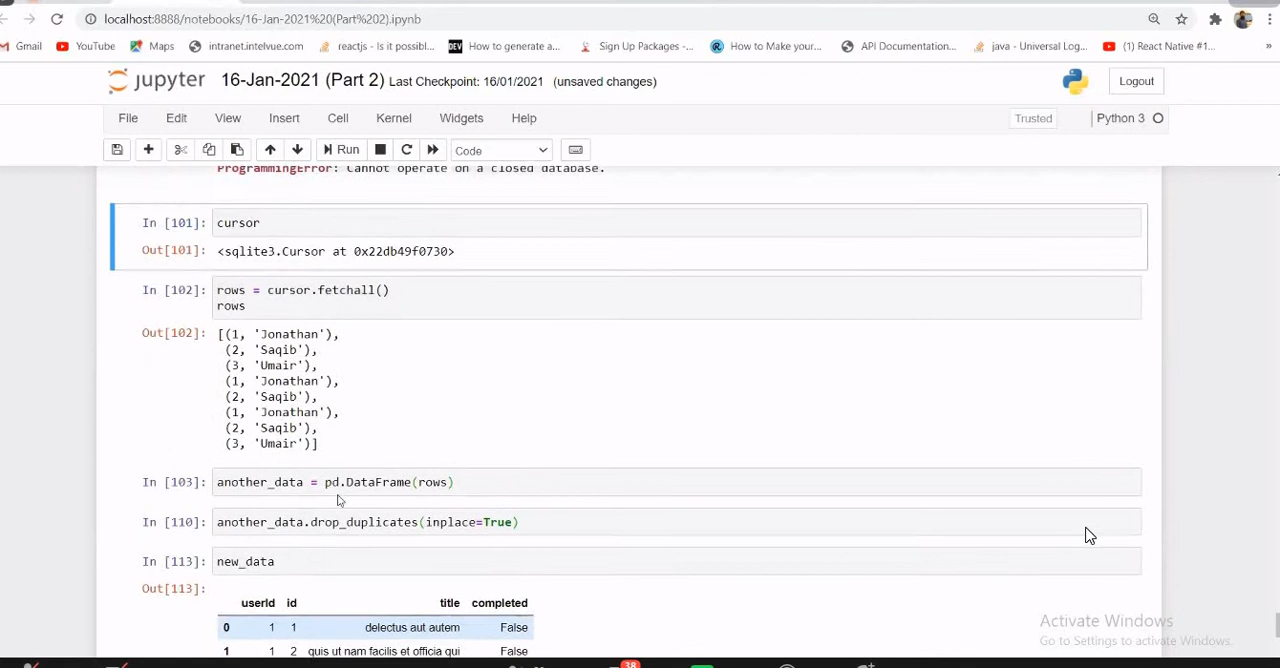 localhost:8888/notebooks/16-Jan-2021%20(Part%202).ipynb
Gmail YouTube Maps intranet.intelvue.com reactjs - Is it possibl... DEV How to generate a... Sign Up Packages -... How to Make your... API Documentation... java - Universal Log... (1) React Native #1... »
jupyter 16-Jan-2021 (Part 2) Last Checkpoint: 16/01/2021 (unsaved changes) Logout
File Edit View Insert Cell Kernel Widgets Help Trusted Python 3
Run Code
ProgrammingError: Cannot operate on a closed database.
In [101]: cursor
Out[101]: <sqlite3.Cursor at 0x22db49f0730>
In [102]: rows = cursor.fetchall()
rows
Out[102]: [(1, 'Jonathan'),
(2, 'Saqib'),
(3, 'Umair'),
(1, 'Jonathan'),
(2, 'Saqib'),
(1, 'Jonathan'),
(2, 'Saqib'),
(3, 'Umair')]
In [103]: another_data = pd.DataFrame(rows)
In [110]: another_data.drop_duplicates(inplace=True)
In [113]: new_data
Out[113]:
userId id title completed
0 1 1 delectus aut autem False
1 1 2 quis ut nam facilis et officia qui False
Activate Windows
Go to Settings to activate Windows.
38